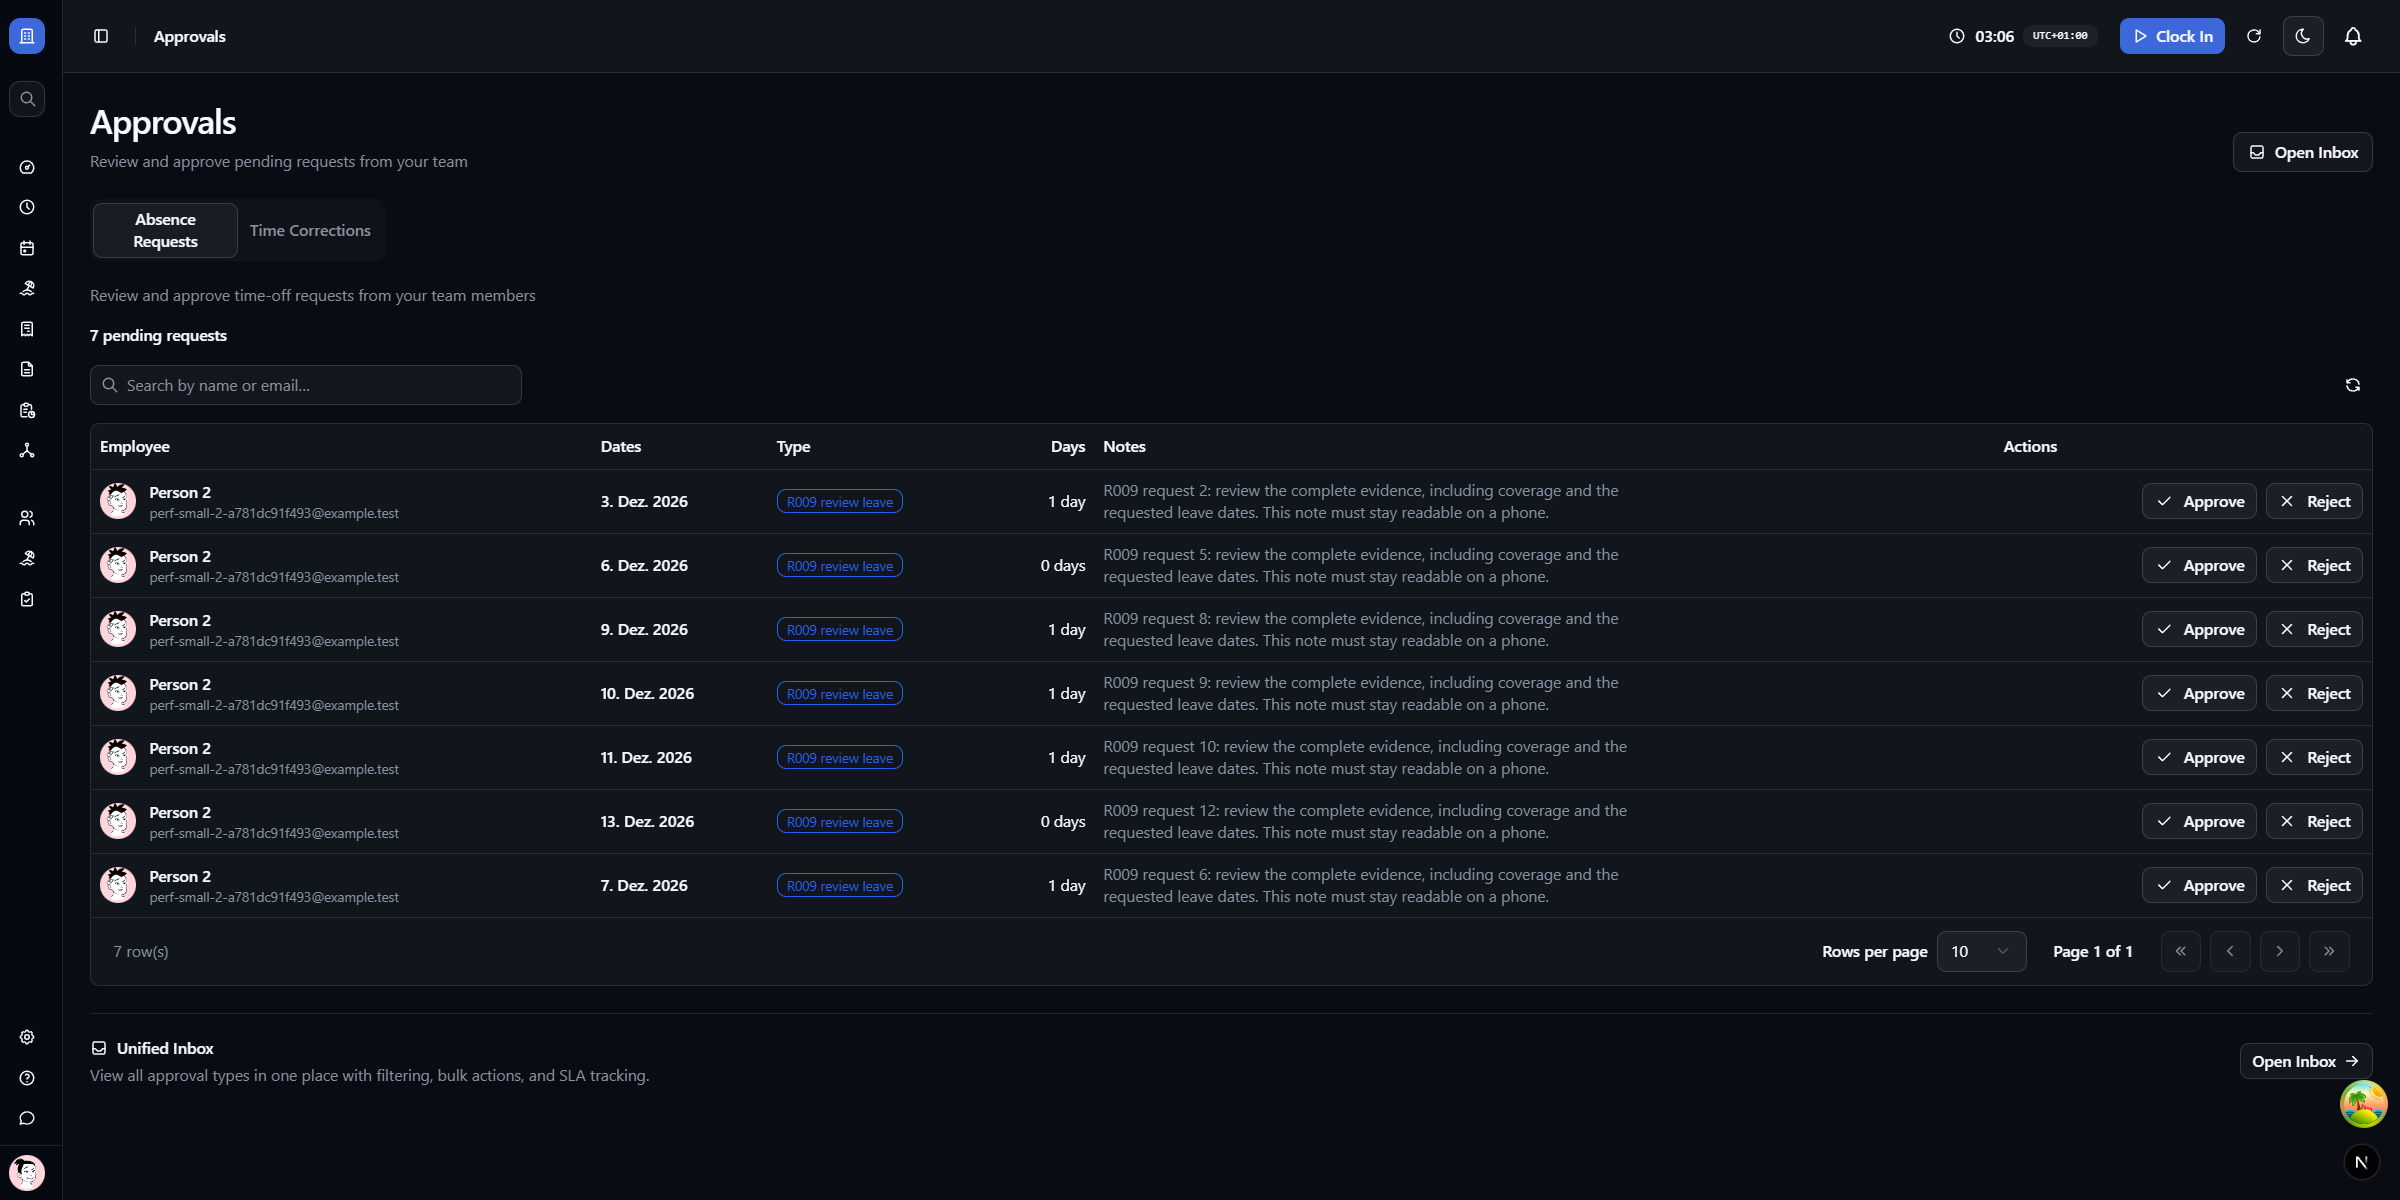 Approvals
03:06
UTC+01:00
Clock In
Approvals
Review and approve pending requests from your team
Open Inbox
Absence
Requests
Time Corrections
Review and approve time-off requests from your team members
7 pending requests
Search by name or email...
Employee Dates Type Days Notes Actions
Person 2
perf-small-2-a781dc91f493@example.test
3. Dez. 2026
R009 review leave
1 day
R009 request 2: review the complete evidence, including coverage and the
requested leave dates. This note must stay readable on a phone.
Approve Reject
Person 2
perf-small-2-a781dc91f493@example.test
6. Dez. 2026
R009 review leave
0 days
R009 request 5: review the complete evidence, including coverage and the
requested leave dates. This note must stay readable on a phone.
Approve Reject
Person 2
perf-small-2-a781dc91f493@example.test
9. Dez. 2026
R009 review leave
1 day
R009 request 8: review the complete evidence, including coverage and the
requested leave dates. This note must stay readable on a phone.
Approve Reject
Person 2
perf-small-2-a781dc91f493@example.test
10. Dez. 2026
R009 review leave
1 day
R009 request 9: review the complete evidence, including coverage and the
requested leave dates. This note must stay readable on a phone.
Approve Reject
Person 2
perf-small-2-a781dc91f493@example.test
11. Dez. 2026
R009 review leave
1 day
R009 request 10: review the complete evidence, including coverage and the
requested leave dates. This note must stay readable on a phone.
Approve Reject
Person 2
perf-small-2-a781dc91f493@example.test
13. Dez. 2026
R009 review leave
0 days
R009 request 12: review the complete evidence, including coverage and the
requested leave dates. This note must stay readable on a phone.
Approve Reject
Person 2
perf-small-2-a781dc91f493@example.test
7. Dez. 2026
R009 review leave
1 day
R009 request 6: review the complete evidence, including coverage and the
requested leave dates. This note must stay readable on a phone.
Approve Reject
7 row(s)
Rows per page 10 Page 1 of 1
Unified Inbox
View all approval types in one place with filtering, bulk actions, and SLA tracking.
Open Inbox
N